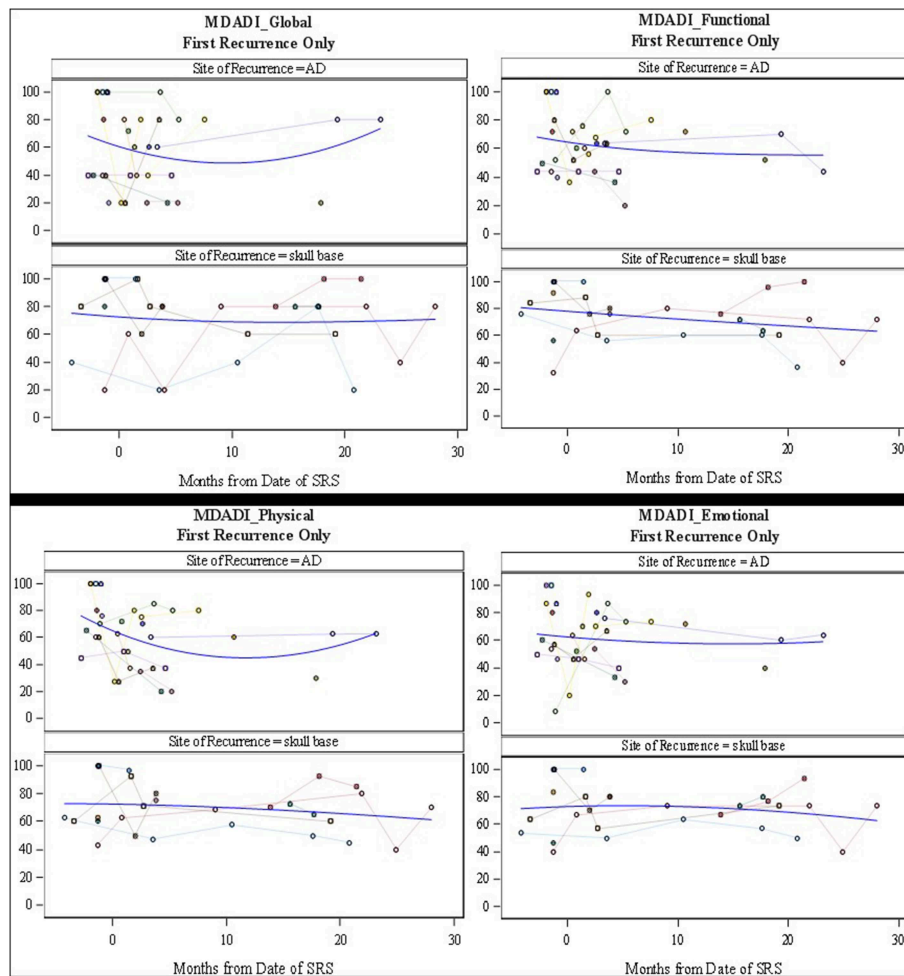 MDADI_Global
First Recurrence Only
Site of Recurrence = AD
100
80
60
40
20
0
Site of Recurrence = skull base
100
80
60
40
20
0
0 10 20 30
Months from Date of SRS
MDADI_Functional
First Recurrence Only
Site of Recurrence = AD
100
80
60
40
20
0
Site of Recurrence = skull base
100
80
60
40
20
0
0 10 20 30
Months from Date of SRS
MDADI_Physical
First Recurrence Only
Site of Recurrence = AD
100
80
60
40
20
0
Site of Recurrence = skull base
100
80
60
40
20
0
0 10 20 30
Months from Date of SRS
MDADI_Emotional
First Recurrence Only
Site of Recurrence = AD
100
80
60
40
20
0
Site of Recurrence = skull base
100
80
60
40
20
0
0 10 20 30
Months from Date of SRS